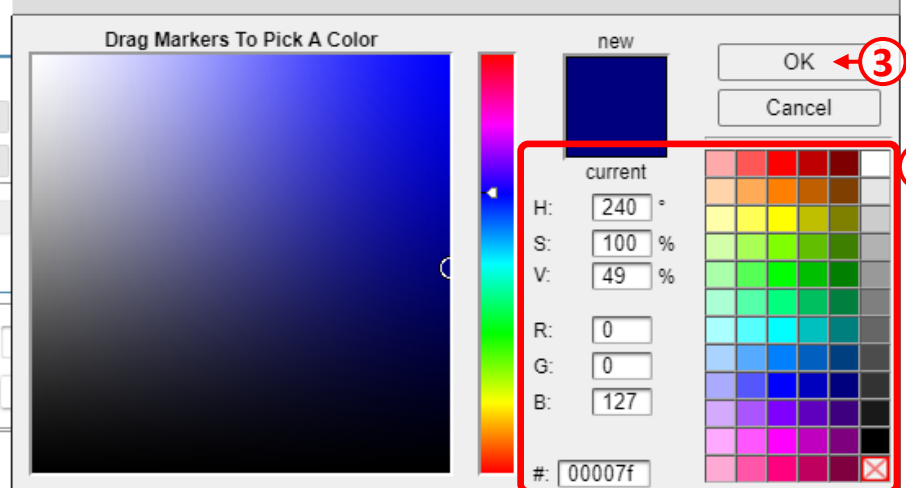 Drag Markers To Pick A Color
new
OK
3
Cancel
current
H: 240 °
S: 100 %
V: 49 %
R: 0
G: 0
B: 127
#: 00007f